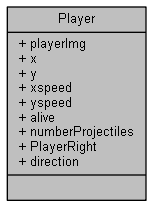 Player
+ playerImg
+ x
+ y
+ xspeed
+ yspeed
+ alive
+ numberProjectiles
+ PlayerRight
+ direction